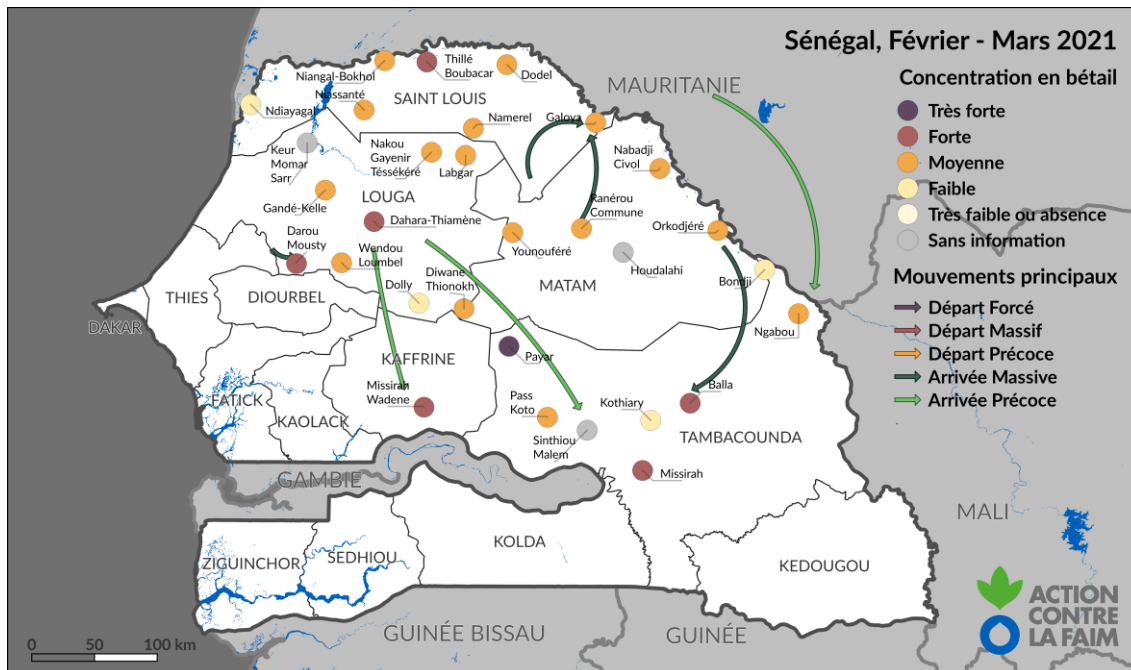 Sénégal, Février - Mars 2021
Concentration en bétail
Très forte
Forte
Moyenne
Faible
Très faible ou absence
Sans information
Mouvements principaux
Départ Forcé
Départ Massif
Départ Précoce
Arrivée Massive
Arrivée Précoce
MAURITANIE
Niangal-Bokhol
Thillé
Boubacar
Dodel
SAINT LOUIS
Ndiayagal
Niassanté
Namerel
Galoya
Keur
Momar
Sarr
Nakou
Gayenir
Téssékéré
Labgar
Nabadji
Civol
LOUGA
Gandé-Kelle
Dahara-Thiamène
Ranérou
Commune
Orkodjéré
Younouféré
Darou
Mousty
Wendou
Loumbel
Houdalahi
Diwane
Thionokh
Dolly
MATAM
Bondji
Ngabou
THIES
DIOURBEL
DAKAR
KAFFRINE
Payar
Missirah
Wadene
Balla
FATICK
KAOLACK
Pass
Koto
Kothiary
Sinthiou
Malem
TAMBACOUNDA
Missirah
GAMBIE
MALI
ZIGUINCHOR
SEDHIOU
KOLDA
KEDOUGOU
GUINÉE BISSAU
GUINÉE
0 50 100 km
ACTION
CONTRE
LA FAIM